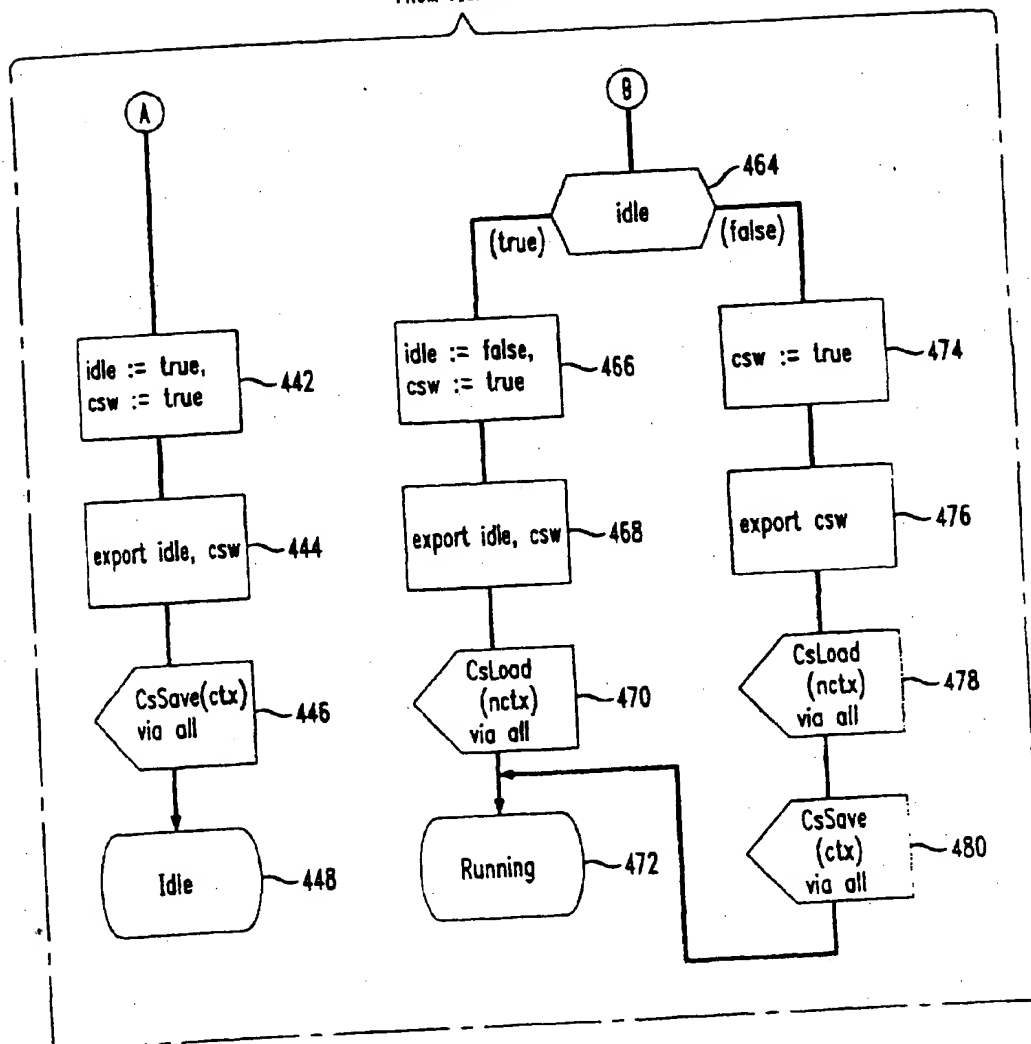 A
B
idle
464
(true)
(false)
idle := true,
csw := true
442
idle := false,
csw := true
466
csw := true
474
export idle, csw
444
export idle, csw
468
export csw
476
CsSave(ctx)
via all
446
CsLoad
(nctx)
via all
470
CsLoad
(nctx)
via all
478
Idle
448
Running
472
CsSave
(ctx)
via all
480